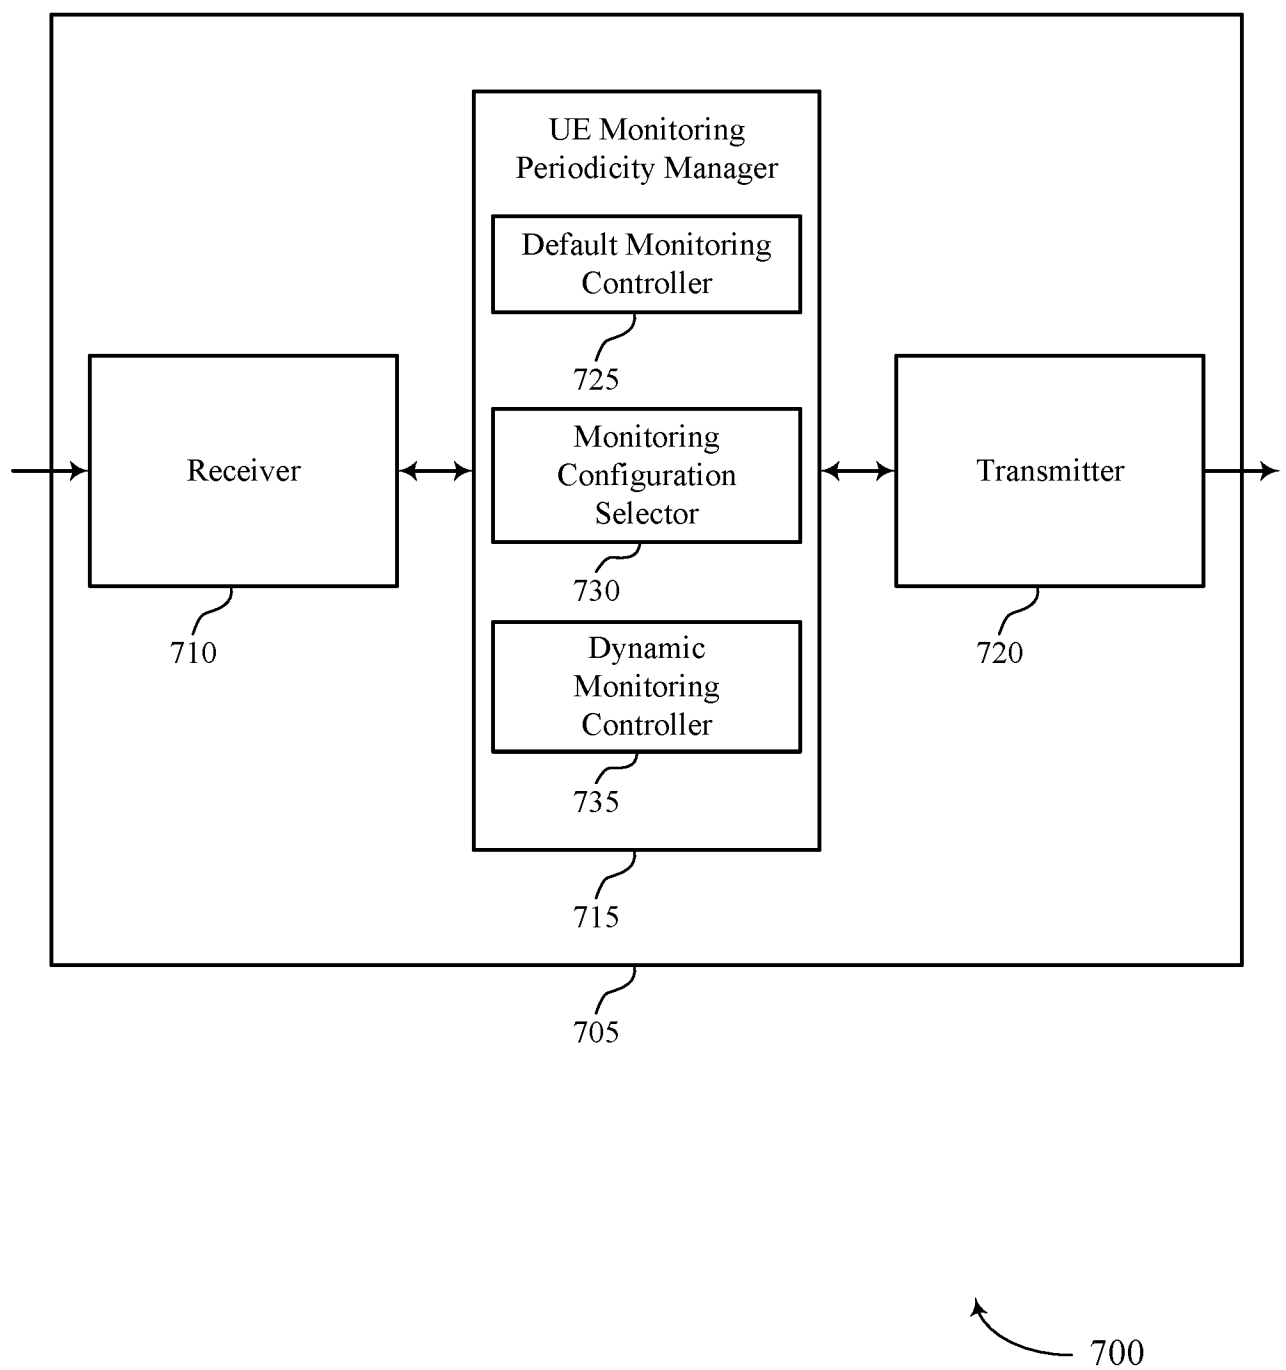 UE Monitoring
Periodicity Manager
Default Monitoring
Controller
725
Receiver
710
Monitoring
Configuration
Selector
730
Transmitter
720
Dynamic
Monitoring
Controller
735
715
705
700